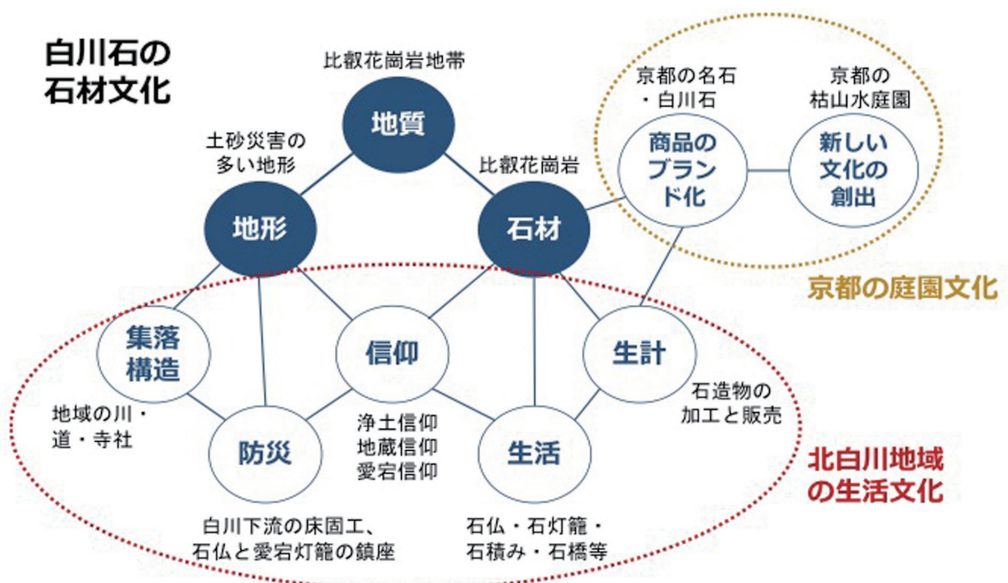 白川石の
石材文化
比叡花崗岩地帯
地質
土砂災害の
多い地形
地形
比叡花崗岩
石材
京都の名石
・白川石
商品の
ブラン
ド化
京都の
枯山水庭園
新しい
文化の
創出
京都の庭園文化
集落
構造
地域の川・
道・寺社
信仰
浄土信仰
地蔵信仰
愛宕信仰
生計
石造物の
加工と販売
防災
白川下流の床固工、
石仏と愛宕灯籠の鎮座
生活
石仏・石灯籠・
石積み・石橋等
北白川地域
の生活文化